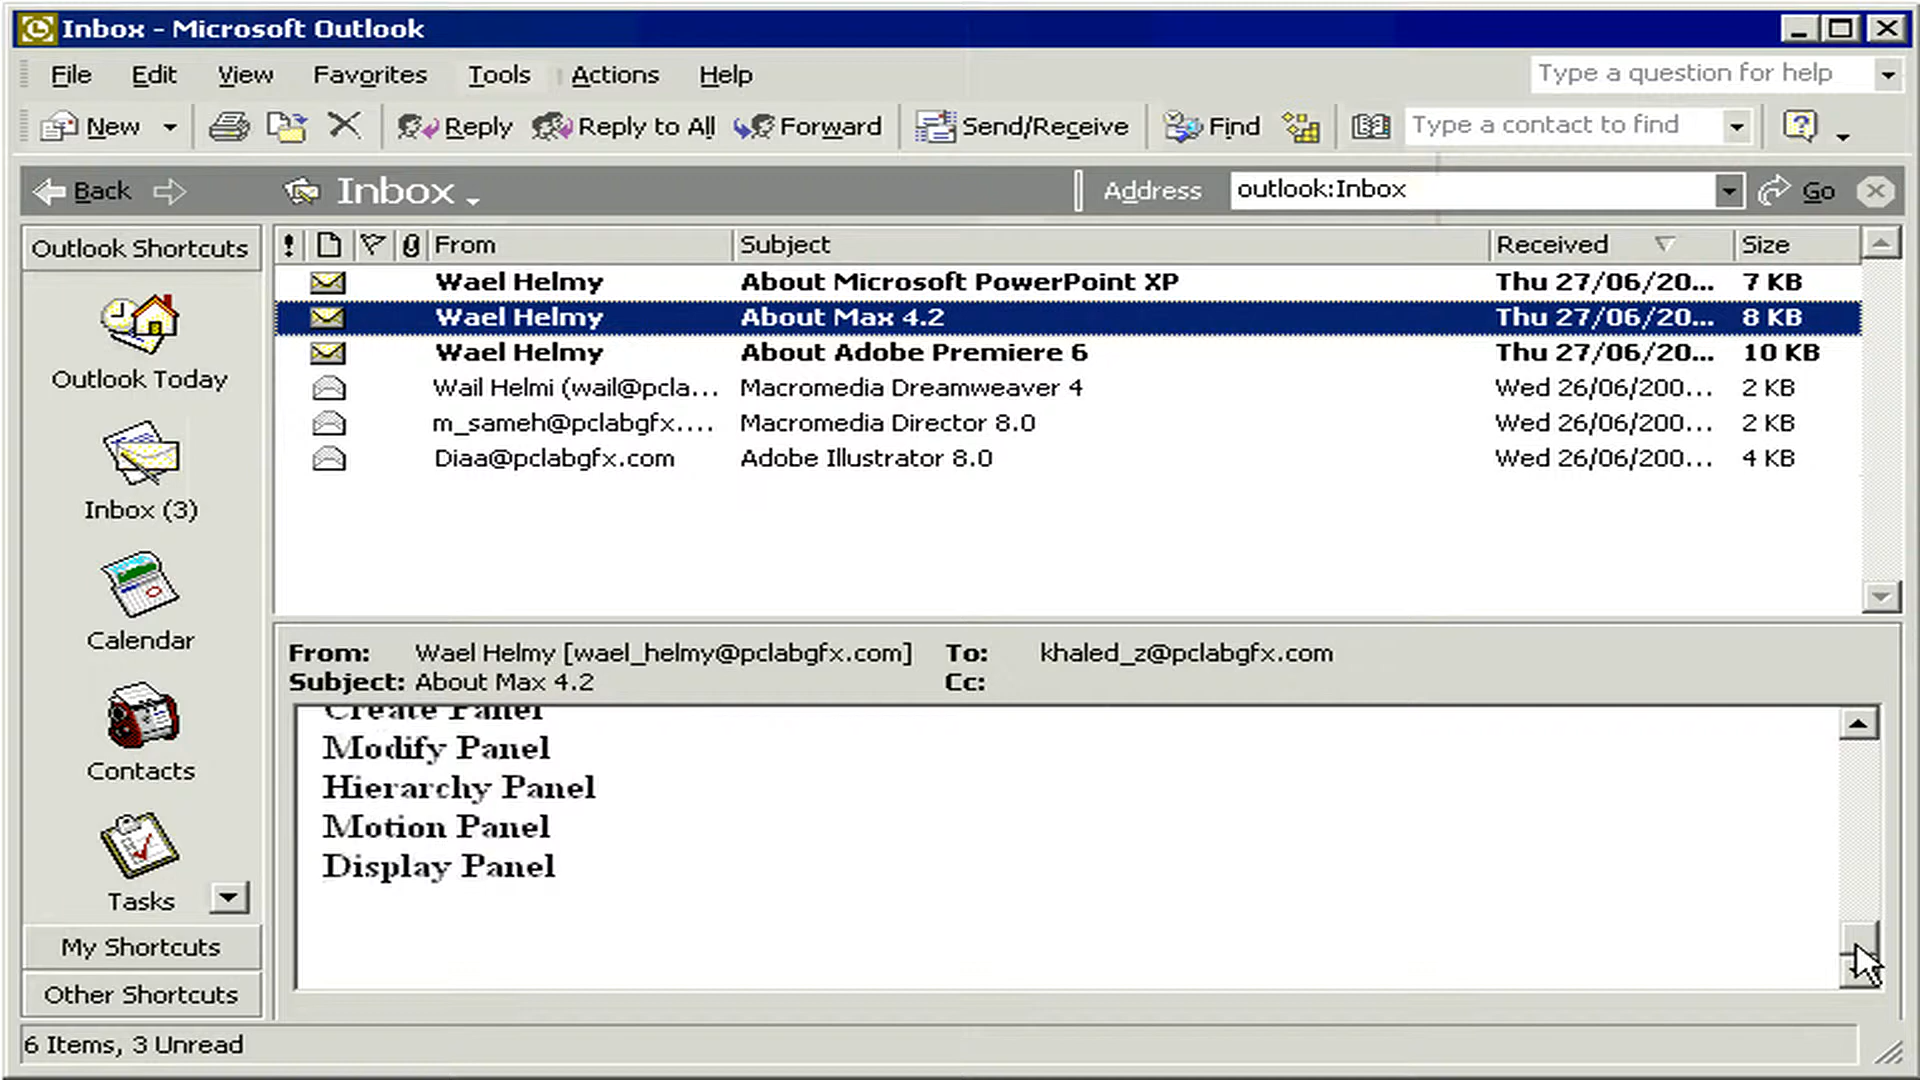 Inbox - Microsoft Outlook
File Edit View Favorites Tools Actions Help Type a question for help
New Reply Reply to All Forward Send/Receive Find Type a contact to find
Back Inbox Address outlook:Inbox Go
Outlook Shortcuts
! From Subject Received Size
Wael Helmy About Microsoft PowerPoint XP Thu 27/06/20... 7 KB
Wael Helmy About Max 4.2 Thu 27/06/20... 8 KB
Wael Helmy About Adobe Premiere 6 Thu 27/06/20... 10 KB
Wail Helmi (wail@pcla... Macromedia Dreamweaver 4 Wed 26/06/200... 2 KB
m_sameh@pclabgfx.... Macromedia Director 8.0 Wed 26/06/200... 2 KB
Diaa@pclabgfx.com Adobe Illustrator 8.0 Wed 26/06/200... 4 KB
Outlook Today
Inbox (3)
Calendar
Contacts
Tasks
My Shortcuts
Other Shortcuts
From: Wael Helmy [wael_helmy@pclabgfx.com] To: khaled_z@pclabgfx.com
Subject: About Max 4.2 Cc:
Create Panel
Modify Panel
Hierarchy Panel
Motion Panel
Display Panel
6 Items, 3 Unread